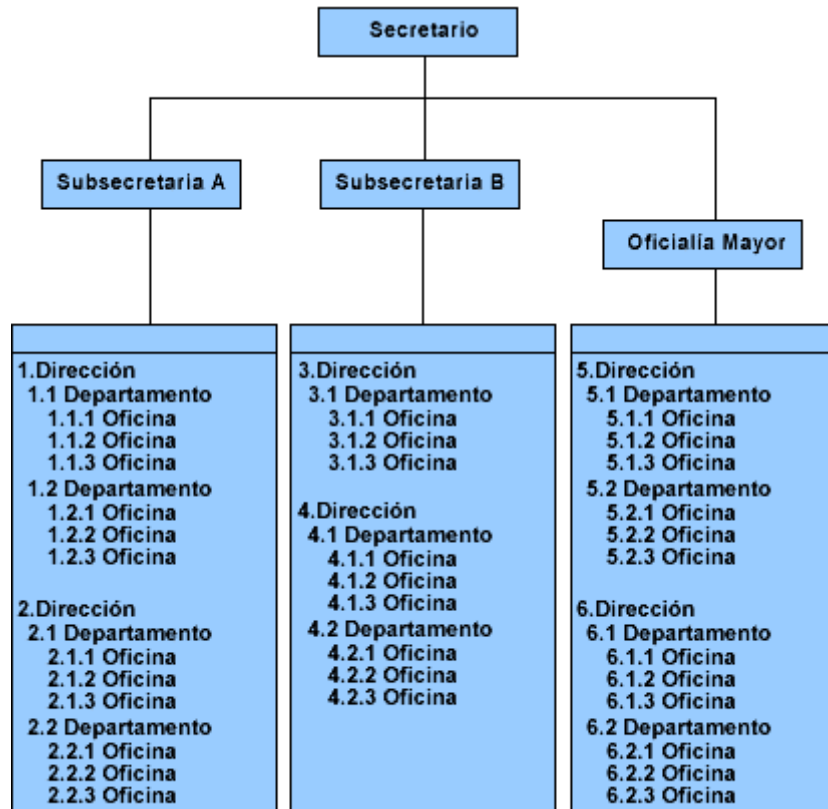 Secretario
Subsecretaria A
Subsecretaria B
Oficialía Mayor
1.Dirección
1.1 Departamento
1.1.1 Oficina
1.1.2 Oficina
1.1.3 Oficina
1.2 Departamento
1.2.1 Oficina
1.2.2 Oficina
1.2.3 Oficina
2.Dirección
2.1 Departamento
2.1.1 Oficina
2.1.2 Oficina
2.1.3 Oficina
2.2 Departamento
2.2.1 Oficina
2.2.2 Oficina
2.2.3 Oficina
3.Dirección
3.1 Departamento
3.1.1 Oficina
3.1.2 Oficina
3.1.3 Oficina
4.Dirección
4.1 Departamento
4.1.1 Oficina
4.1.2 Oficina
4.1.3 Oficina
4.2 Departamento
4.2.1 Oficina
4.2.2 Oficina
4.2.3 Oficina
5.Dirección
5.1 Departamento
5.1.1 Oficina
5.1.2 Oficina
5.1.3 Oficina
5.2 Departamento
5.2.1 Oficina
5.2.2 Oficina
5.2.3 Oficina
6.Dirección
6.1 Departamento
6.1.1 Oficina
6.1.2 Oficina
6.1.3 Oficina
6.2 Departamento
6.2.1 Oficina
6.2.2 Oficina
6.2.3 Oficina